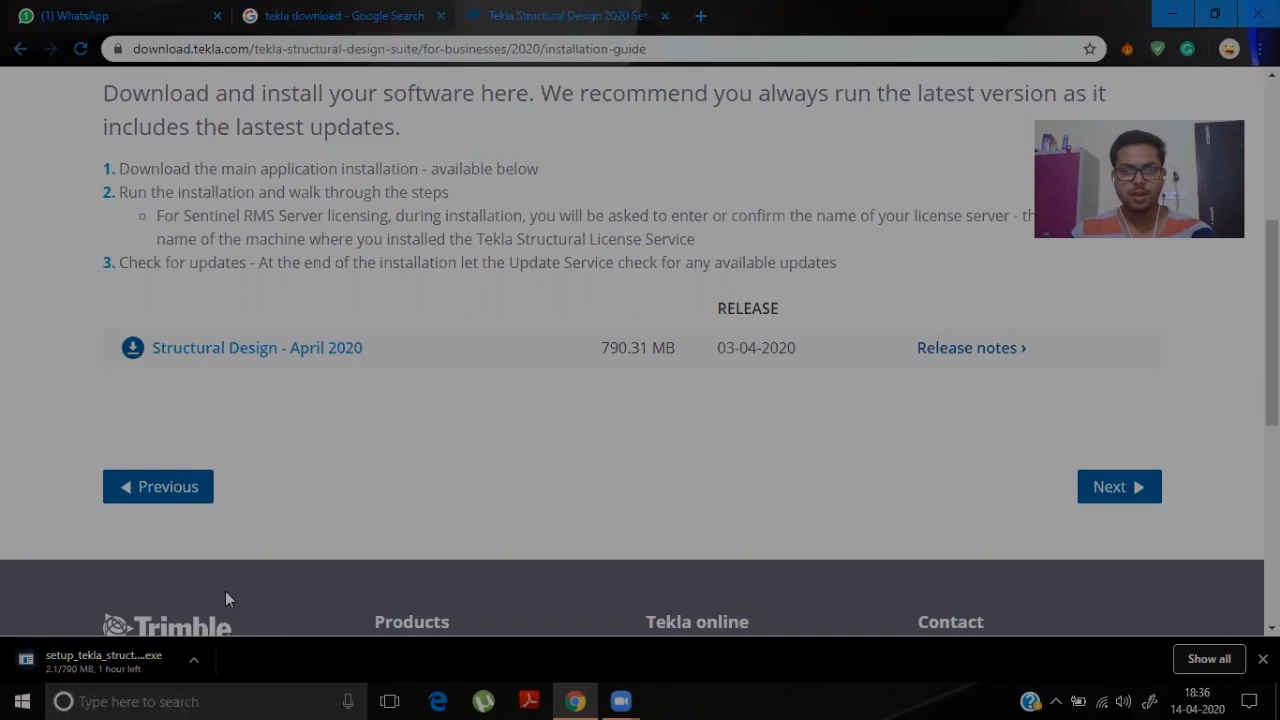 (1) WhatsApp
tekla download - Google Search
Tekla Structural Design 2020 Setu
download.tekla.com/tekla-structural-design-suite/for-businesses/2020/installation-guide
Download and install your software here. We recommend you always run the latest version as it
includes the lastest updates.
1. Download the main application installation - available below
2. Run the installation and walk through the steps
For Sentinel RMS Server licensing, during installation, you will be asked to enter or confirm the name of your license server - th
name of the machine where you installed the Tekla Structural License Service
3. Check for updates - At the end of the installation let the Update Service check for any available updates
RELEASE
Structural Design - April 2020 790.31 MB 03-04-2020 Release notes ›
Previous
Next
Trimble Products Tekla online Contact
setup_tekla_struct....exe
2.1/790 MB, 1 hour left
Show all
Type here to search
18:36
14-04-2020